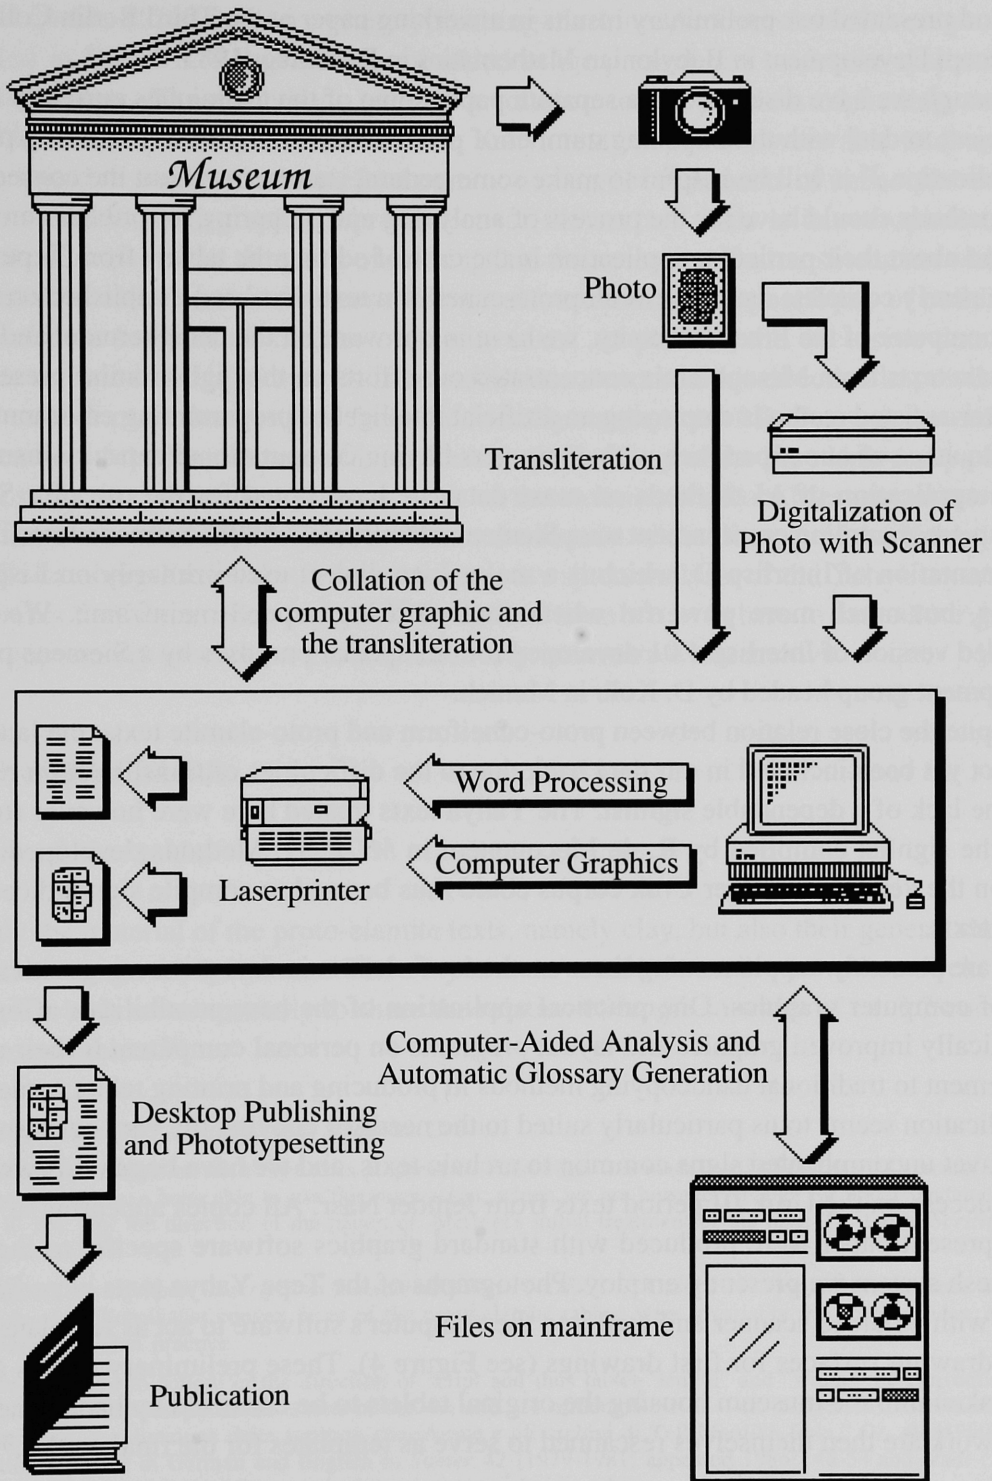 Museum
Photo
Transliteration
Digitalization of
Photo with Scanner
Collation of the
computer graphic and
the transliteration
Word Processing
Computer Graphics
Laserprinter
Computer-Aided Analysis and
Automatic Glossary Generation
Desktop Publishing
and Phototypesetting
Files on mainframe
Publication